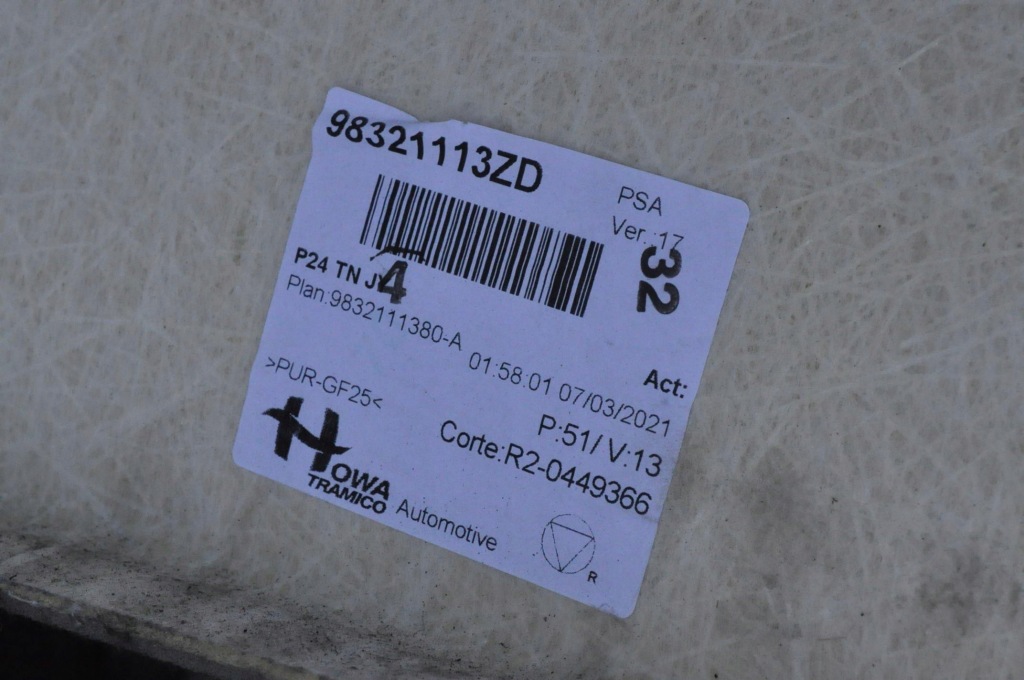 98321113ZD
PSA
Ver.:17
32
P24 TN
4
Plan:9832111380-A
01:58:01 07/03/2021
Act:
>PUR-GF25<
P:51/ V:13
Corte:R2-0449366
HOWA
TRAMICO
Automotive
R